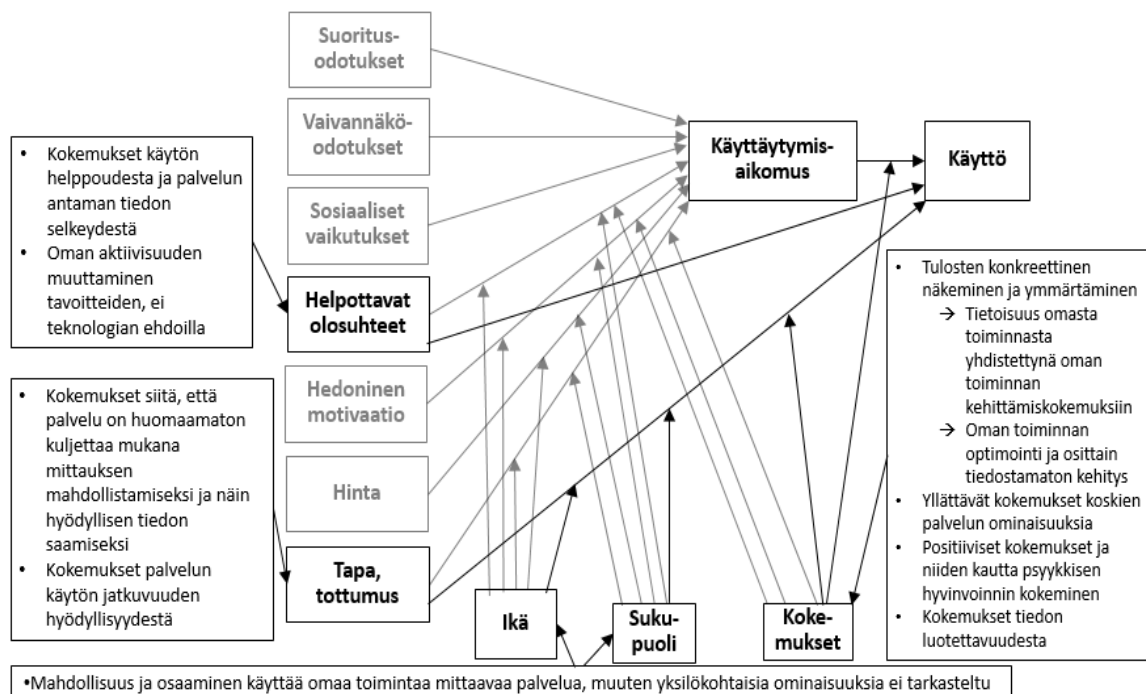 Suoritus-
odotukset
Vaivannäkö-
odotukset
Sosiaaliset
vaikutukset
Helpottavat
olosuhteet
Hedoninen
motivaatio
Hinta
Tapa,
tottumus
Käyttäytymis-
aikomus
Käyttö
Ikä
Suku-
puoli
Koke-
mukset
• Kokemukset käytön
helppoudesta ja palvelun
antaman tiedon
selkeydestä
• Oman aktiivisuuden
muuttaminen
tavoitteiden, ei
teknologian ehdoilla
• Kokemukset siitä, että
palvelu on huomaamaton
kuljettaa mukana
mittauksen
mahdollistamiseksi ja näin
hyödyllisen tiedon
saamiseksi
• Kokemukset palvelun
käytön jatkuvuuden
hyödyllisyydestä
• Tulosten konkreettinen
näkeminen ja ymmärtäminen
→ Tietoisuus omasta
toiminnasta
yhdistettynä oman
toiminnan
kehittämiskokemuksiin
→ Oman toiminnan
optimointi ja osittain
tiedostamaton kehitys
• Yllättävät kokemukset koskien
palvelun ominaisuuksia
• Positiiviset kokemukset ja
niiden kautta psyykkisen
hyvinvoinnin kokeminen
• Kokemukset tiedon
luotettavuudesta
•Mahdollisuus ja osaaminen käyttää omaa toimintaa mittaavaa palvelua, muuten yksilökohtaisia ominaisuuksia ei tarkasteltu